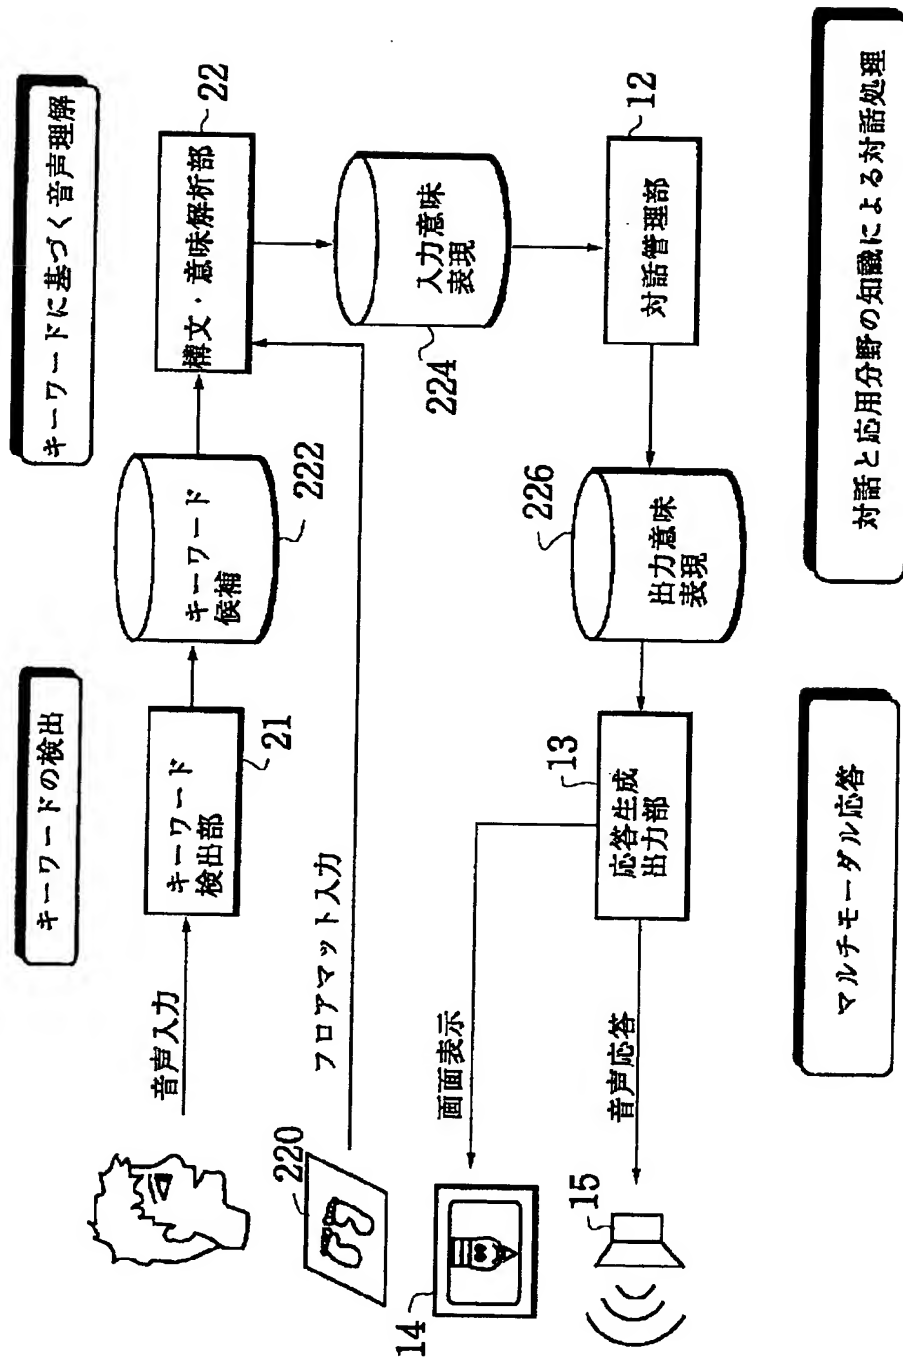 キーワードの検出
キーワードに基づく音声理解
音声入力
キーワード
検出部
21
キーワード
候補
222
構文・意味解析部
22
220
フロアマット入力
入力意味
表現
224
14
画面表示
15
音声応答
応答生成
出力部
13
出力意味
表現
226
対話管理部
12
マルチモーダル応答
対話と応用分野の知識による対話処理